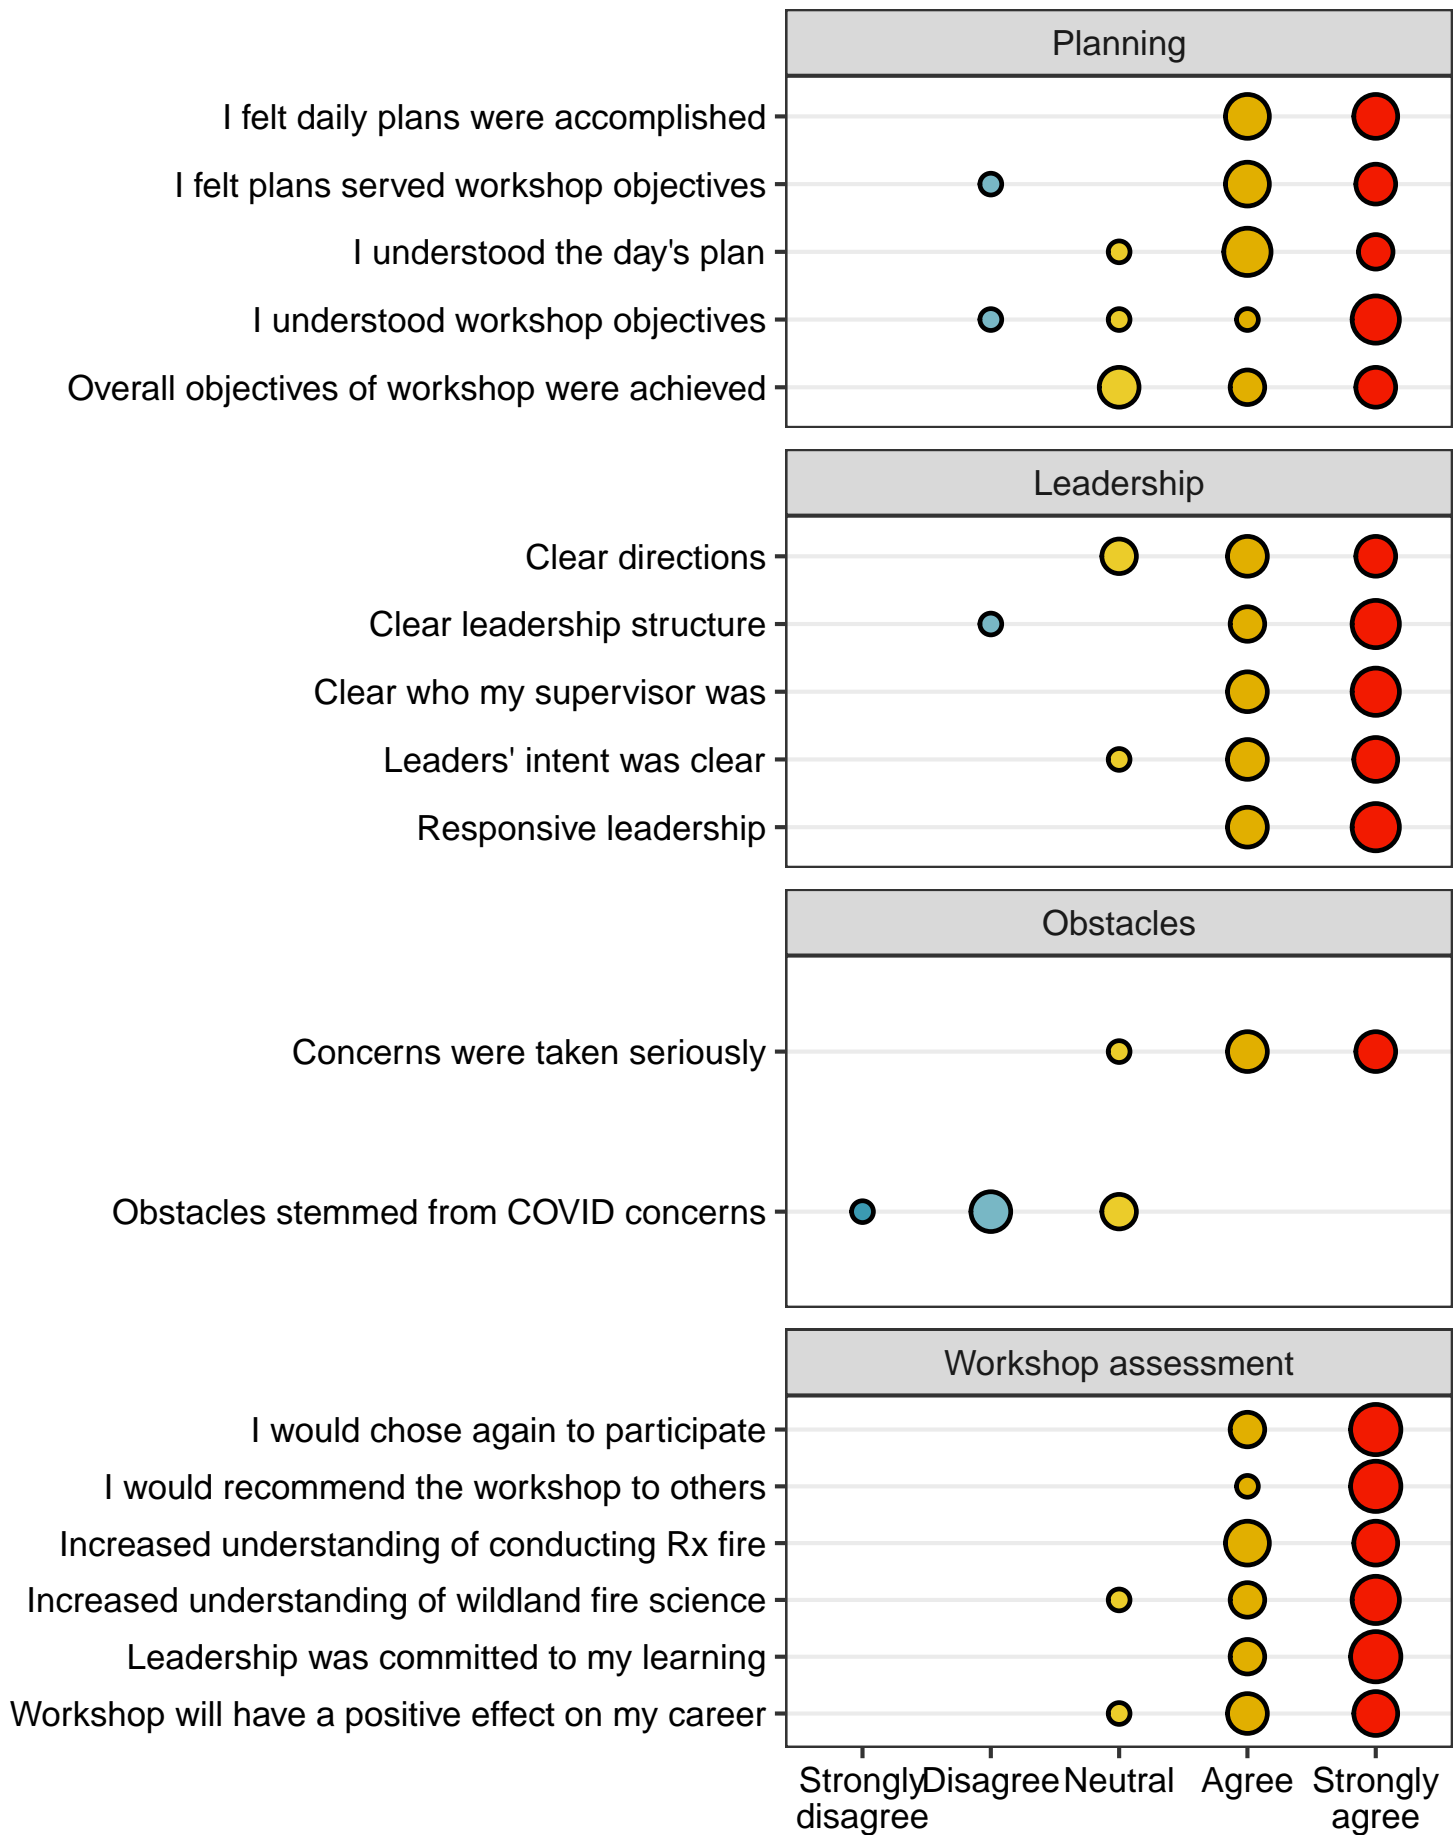 Planning
I felt daily plans were accomplished
I felt plans served workshop objectives
I understood the day's plan
I understood workshop objectives
Overall objectives of workshop were achieved
Leadership
Clear directions
Clear leadership structure
Clear who my supervisor was
Leaders' intent was clear
Responsive leadership
Obstacles
Concerns were taken seriously
Obstacles stemmed from COVID concerns
Workshop assessment
I would chose again to participate
I would recommend the workshop to others
Increased understanding of conducting Rx fire
Increased understanding of wildland fire science
Leadership was committed to my learning
Workshop will have a positive effect on my career
Strongly Disagree Neutral Agree Strongly
disagree agree